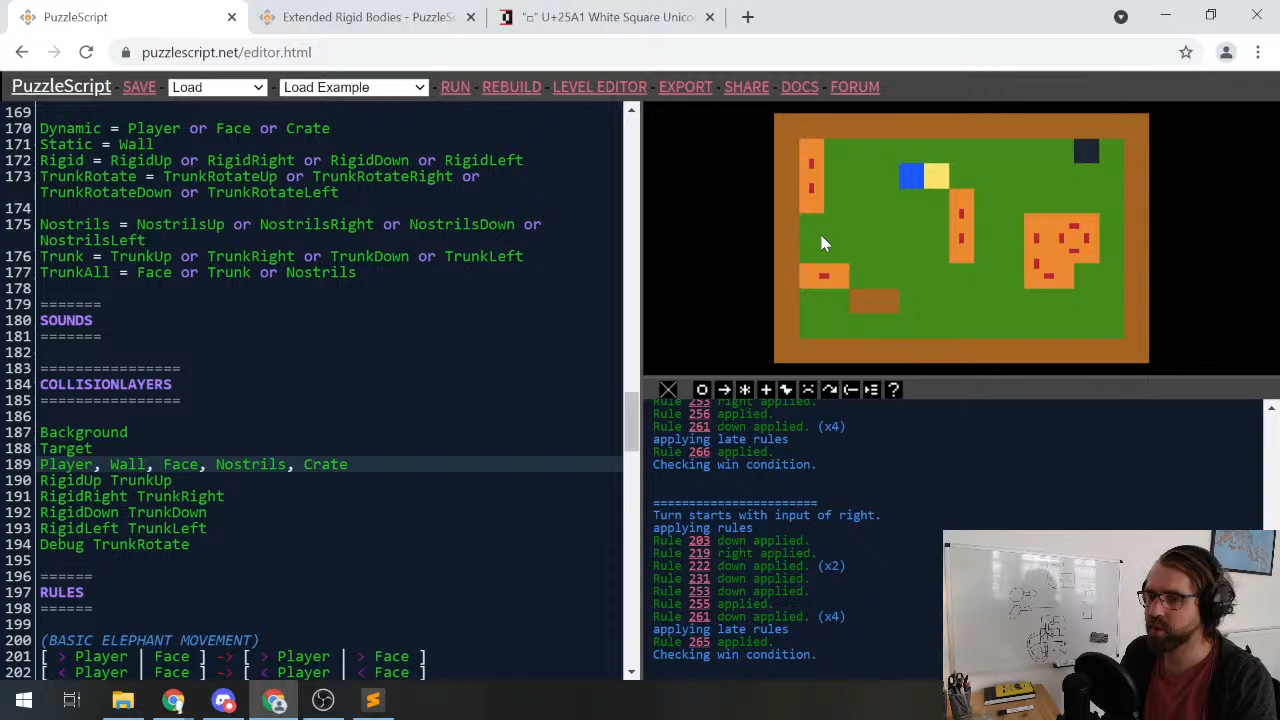 PuzzleScript
Extended Rigid Bodies - PuzzleSc
"□" U+25A1 White Square Unico
puzzlescript.net/editor.html
PuzzleScript - SAVE - Load Load Example - RUN - REBUILD - LEVEL EDITOR - EXPORT - SHARE - DOCS - FORUM
169
170 Dynamic = Player or Face or Crate
171 Static = Wall
172 Rigid = RigidUp or RigidRight or RigidDown or RigidLeft
173 TrunkRotate = TrunkRotateUp or TrunkRotateRight or
TrunkRotateDown or TrunkRotateLeft
174
175 Nostrils = NostrilsUp or NostrilsRight or NostrilsDown or
NostrilsLeft
176 Trunk = TrunkUp or TrunkRight or TrunkDown or TrunkLeft
177 TrunkAll = Face or Trunk or Nostrils
178
179 =======
180 SOUNDS
181 =======
182
183 ================
184 COLLISIONLAYERS
185 ================
186
187 Background
188 Target
189 Player, Wall, Face, Nostrils, Crate
190 RigidUp TrunkUp
191 RigidRight TrunkRight
192 RigidDown TrunkDown
193 RigidLeft TrunkLeft
194 Debug TrunkRotate
195
196 ======
197 RULES
198 ======
199
200 (BASIC ELEPHANT MOVEMENT)
201 [ > Player | Face ] -> [ > Player | > Face ]
202 [ < Player | Face ] -> [ < Player | < Face ]
Rule 253 right applied.
Rule 256 applied.
Rule 261 down applied. (x4)
applying late rules
Rule 266 applied.
Checking win condition.
=======================
Turn starts with input of right.
applying rules
Rule 203 down applied.
Rule 219 right applied.
Rule 222 down applied. (x2)
Rule 231 down applied.
Rule 253 down applied.
Rule 255 applied.
Rule 261 down applied. (x4)
applying late rules
Rule 265 applied.
Checking win condition.